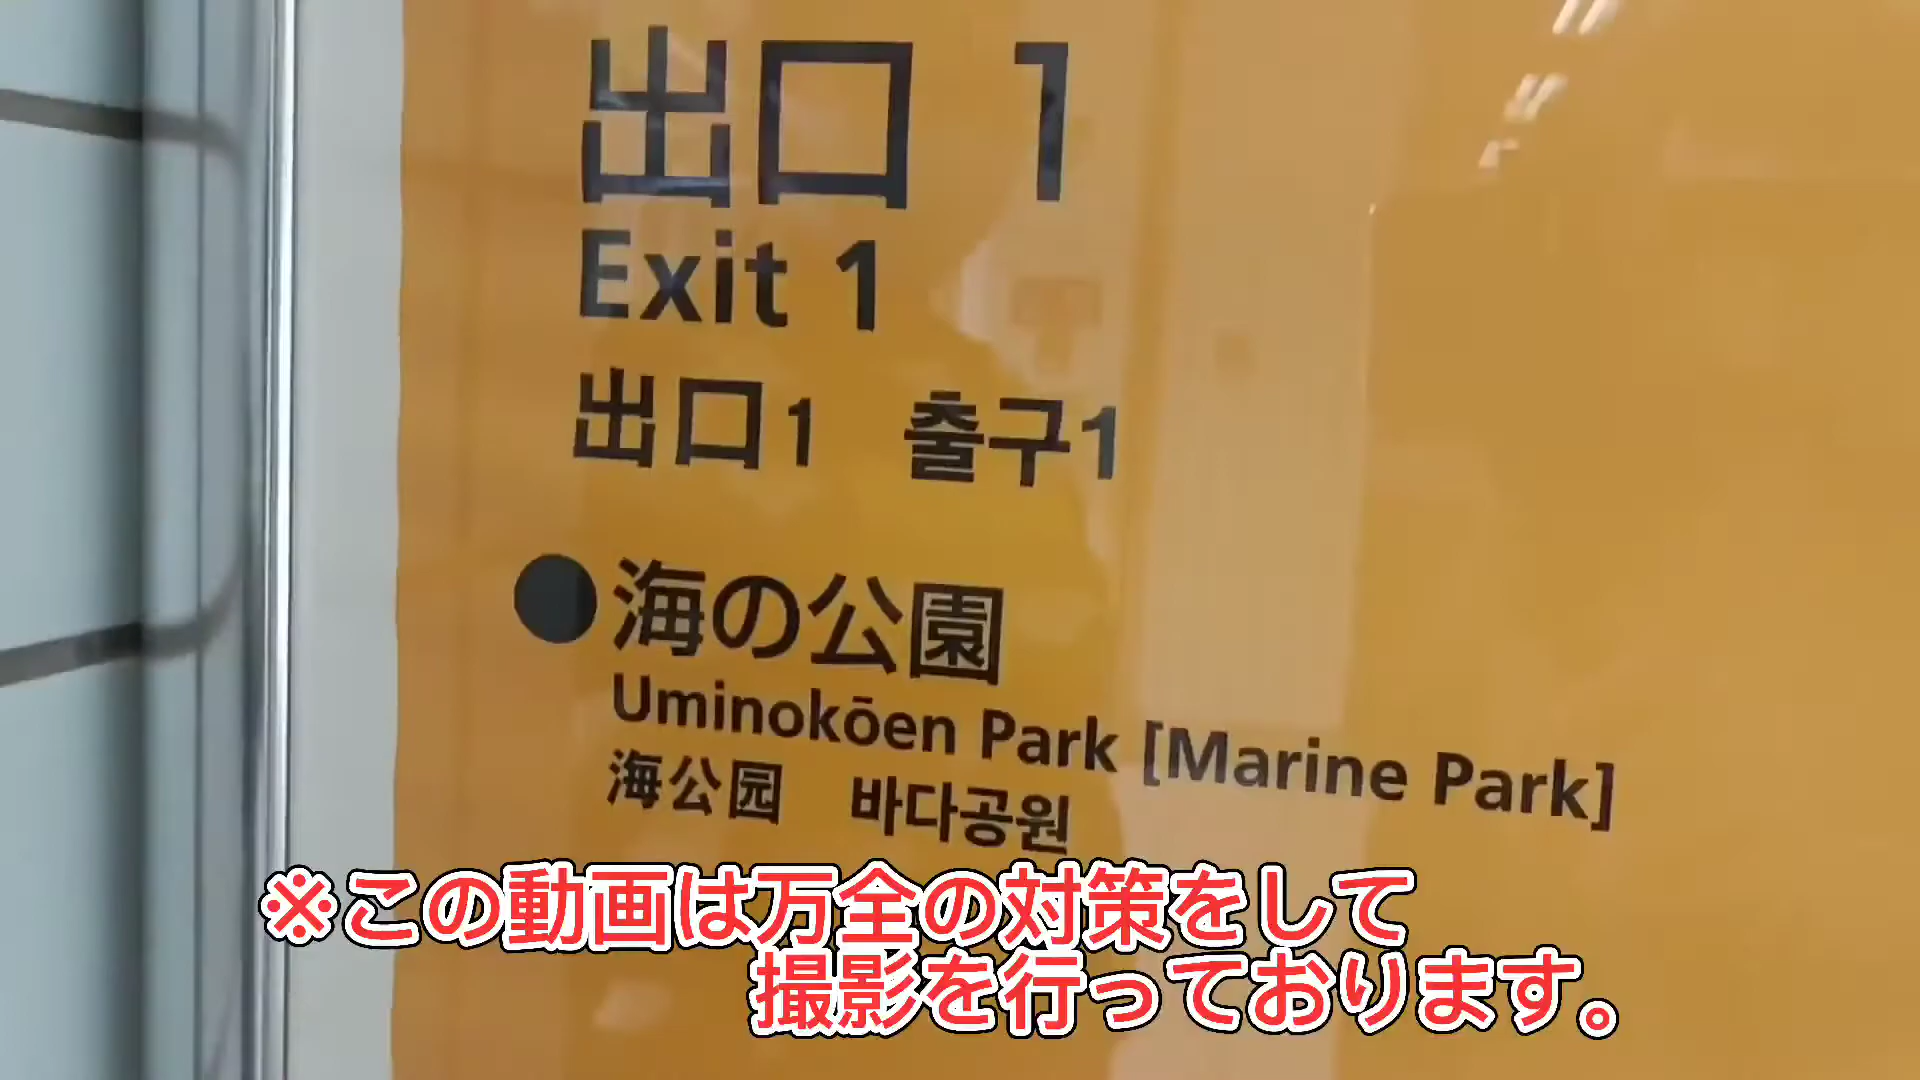 出口 1
Exit 1
出口1 출구1
●海の公園
Uminokōen Park [Marine Park]
海公园 바다공원
※この動画は万全の対策をして
撮影を行っております。